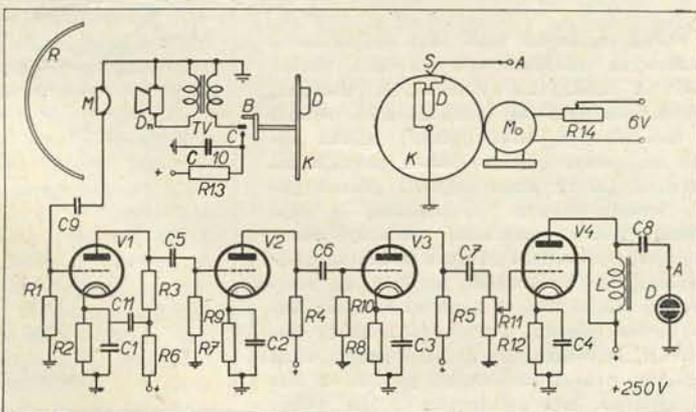 R
M
Dn
TV
B
C1
D
K
C 10
+ R13
S
A
D
K
Mo
R14
6V
C9
V1
C5
V2
C6
V3
C7
V4
C8
A
R1
C11
R3
R9
R4
R10
R5
R11
L
D
R2
C1
R6
R7
C2
R8
C3
R12
C4
+
+
+
+
+250V